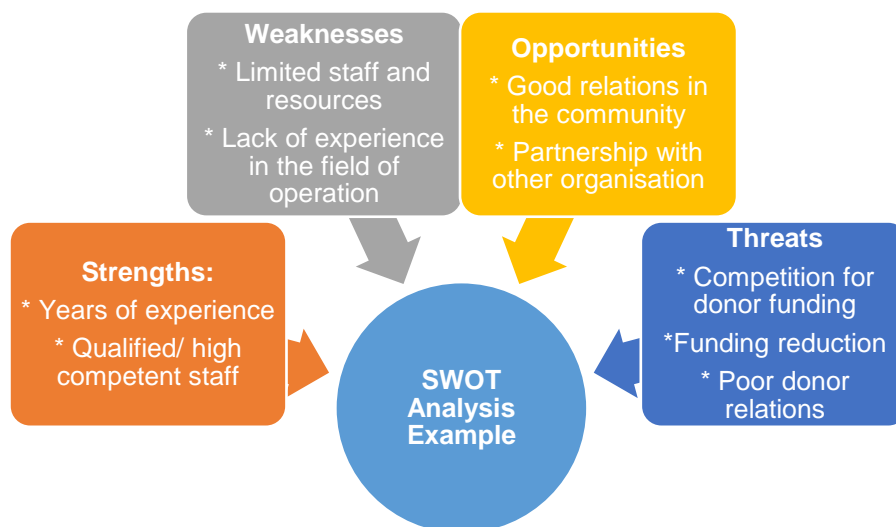 Weaknesses
* Limited staff and
resources
* Lack of experience
in the field of
operation
Opportunities
* Good relations in
the community
* Partnership with
other organisation
Strengths:
* Years of experience
* Qualified/ high
competent staff
Threats
* Competition for
donor funding
*Funding reduction
* Poor donor
relations
SWOT
Analysis
Example